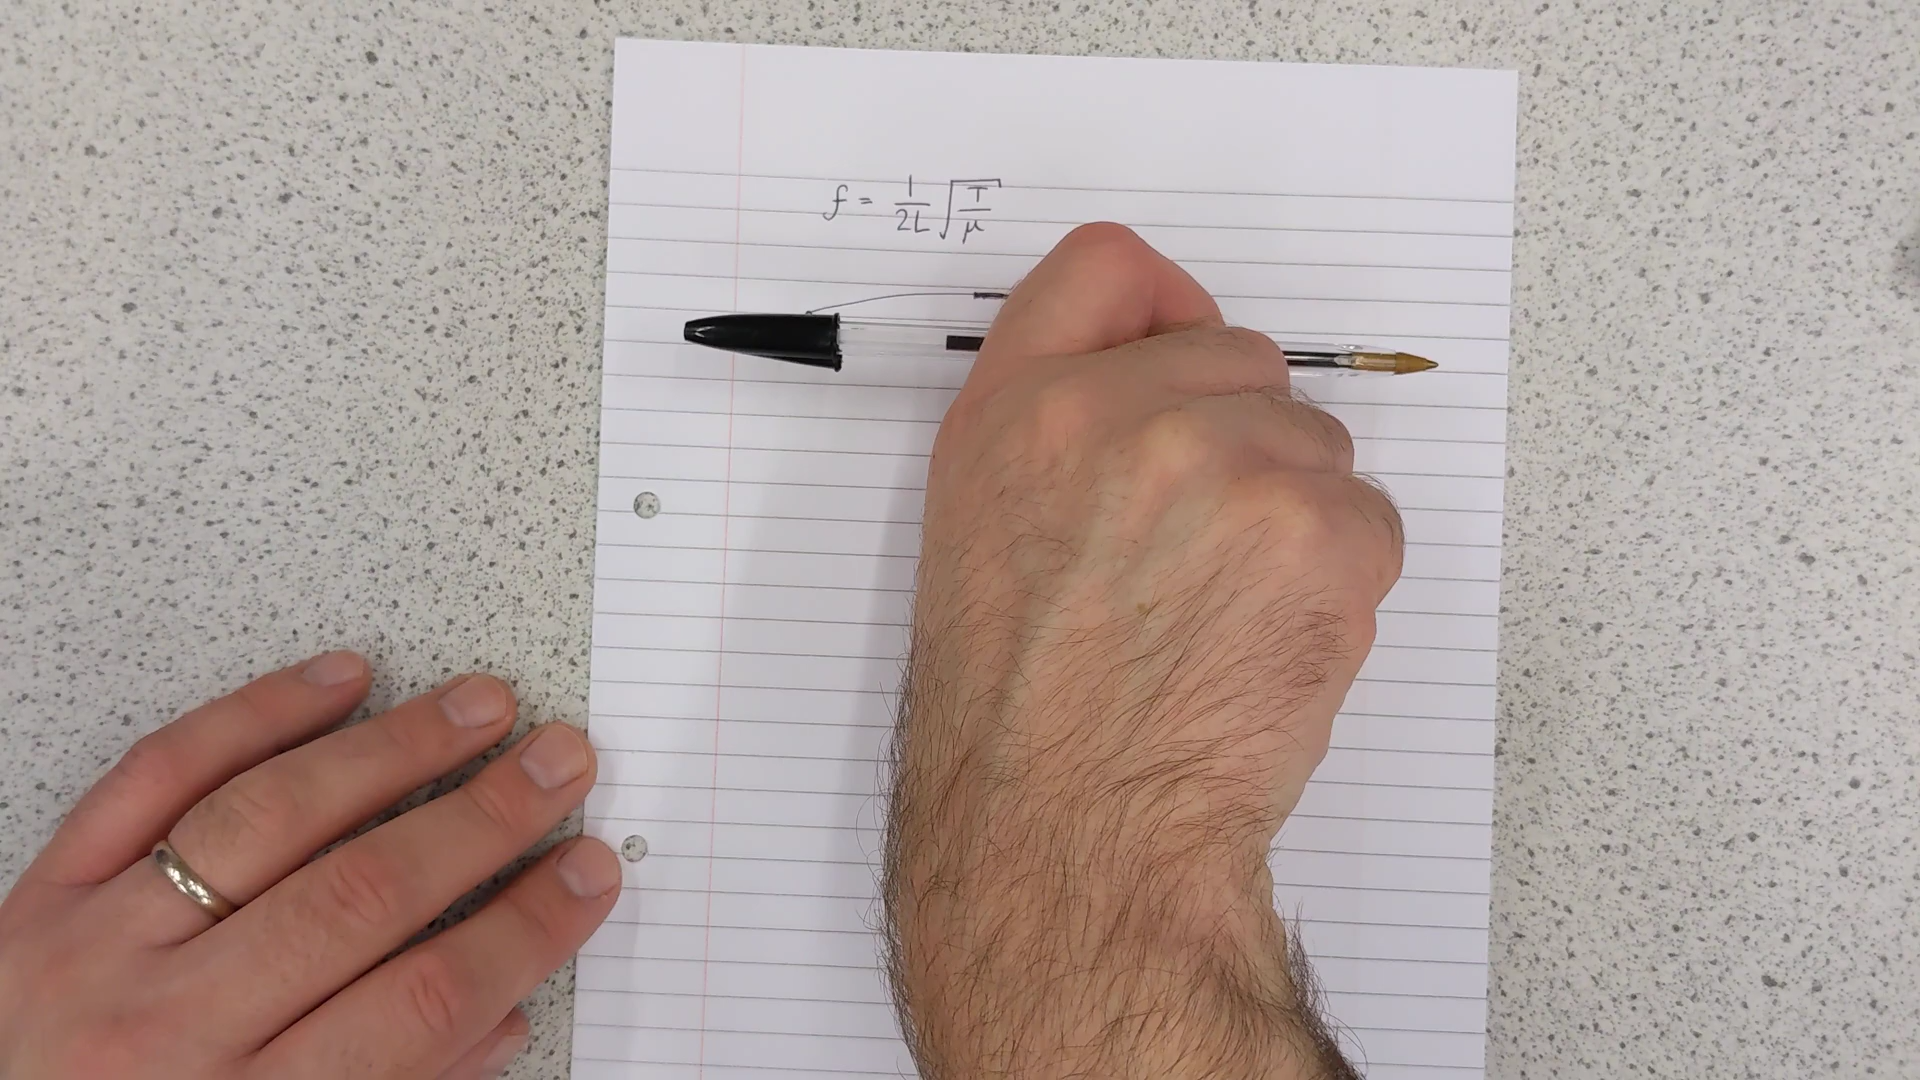 f = 1/2L √T/μ